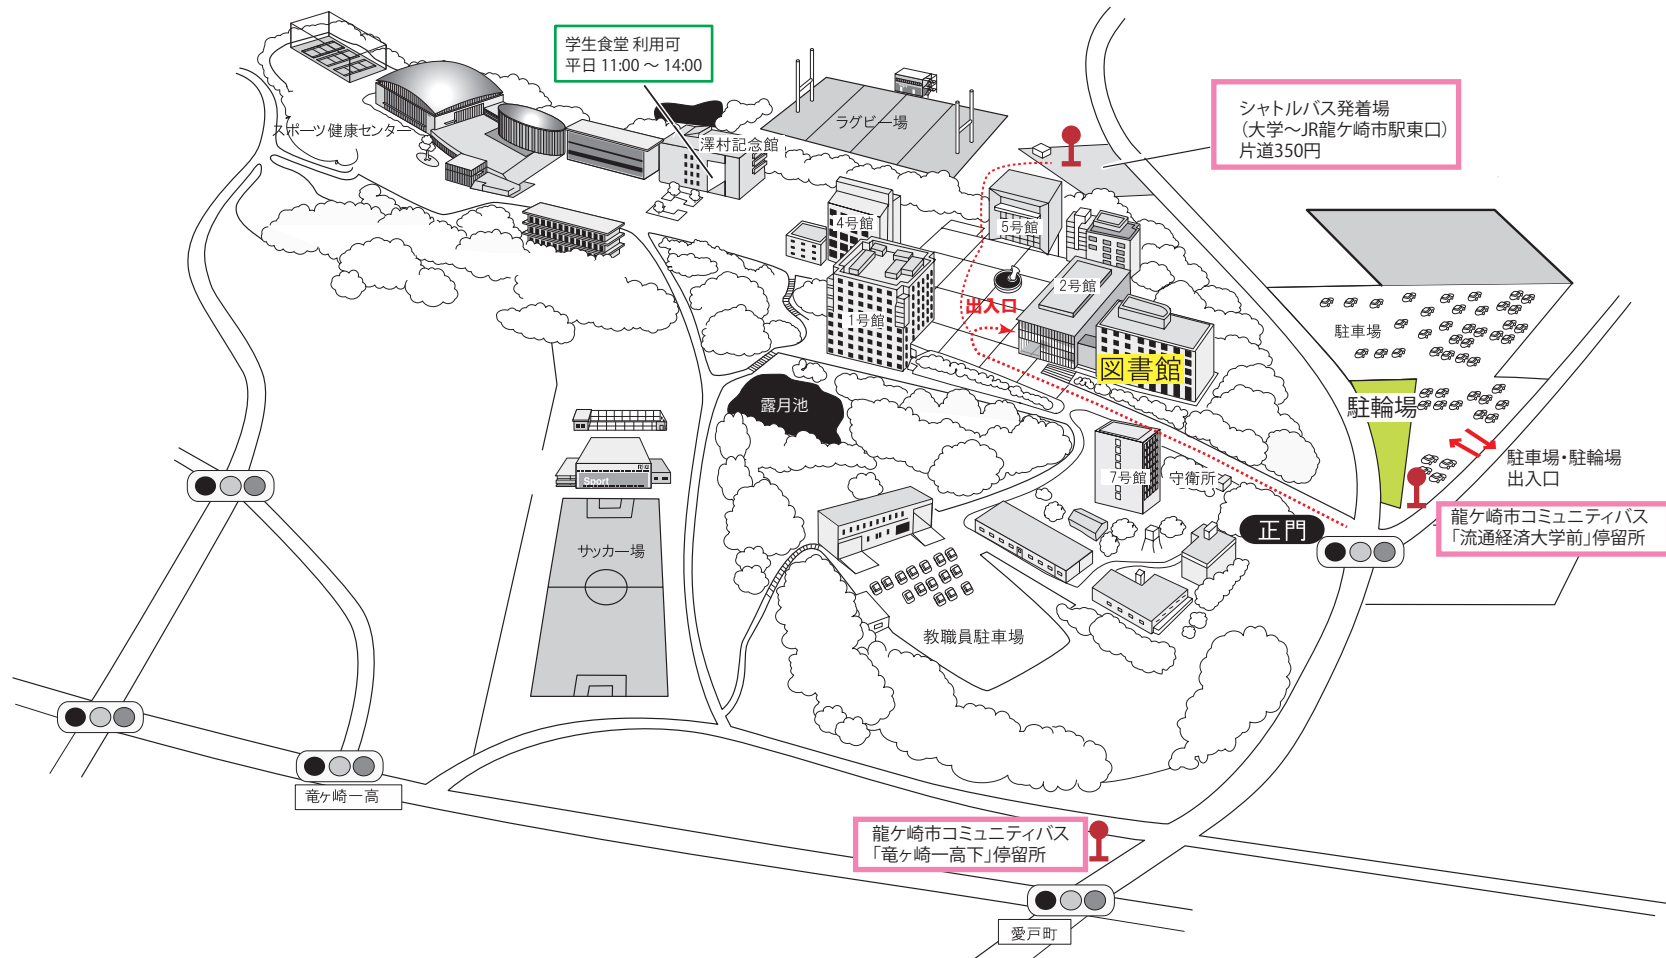 学生食堂 利用可
平日 11:00 ～ 14:00
シャトルバス発着場
（大学～JR龍ケ崎市駅東口）
片道350円
スポーツ健康センター
澤村記念館
ラグビー場
4号館
5号館
2号館
1号館
出入口
図書館
駐車場
駐輪場
駐車場・駐輪場
出入口
露月池
7号館
守衛所
正門
龍ケ崎市コミュニティバス
「流通経済大学前」停留所
Sport
サッカー場
教職員駐車場
竜ヶ崎一高
龍ケ崎市コミュニティバス
「竜ヶ崎一高下」停留所
愛戸町